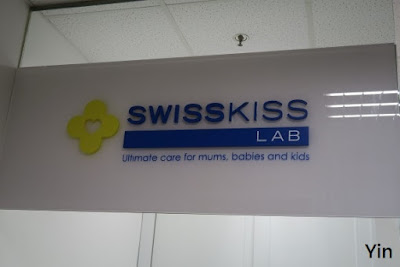 SWISSKISS
LAB
Ultimate care for mums, babies and kids
Yin